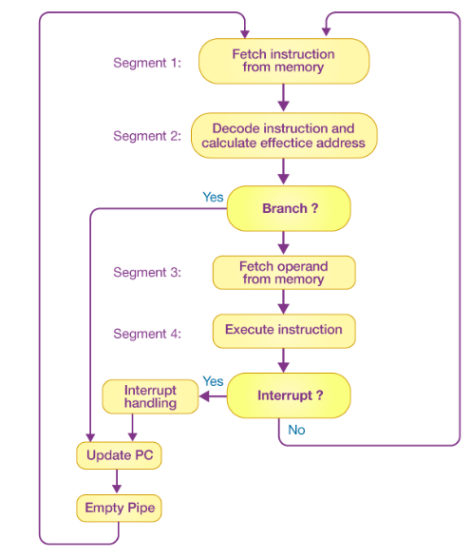 Segment 1:
Fetch instruction
from memory
Segment 2:
Decode instruction and
calculate effectice address
Yes
Branch ?
Segment 3:
Fetch operand
from memory
Segment 4:
Execute instruction
Interrupt
handling
Yes
Interrupt ?
No
Update PC
Empty Pipe